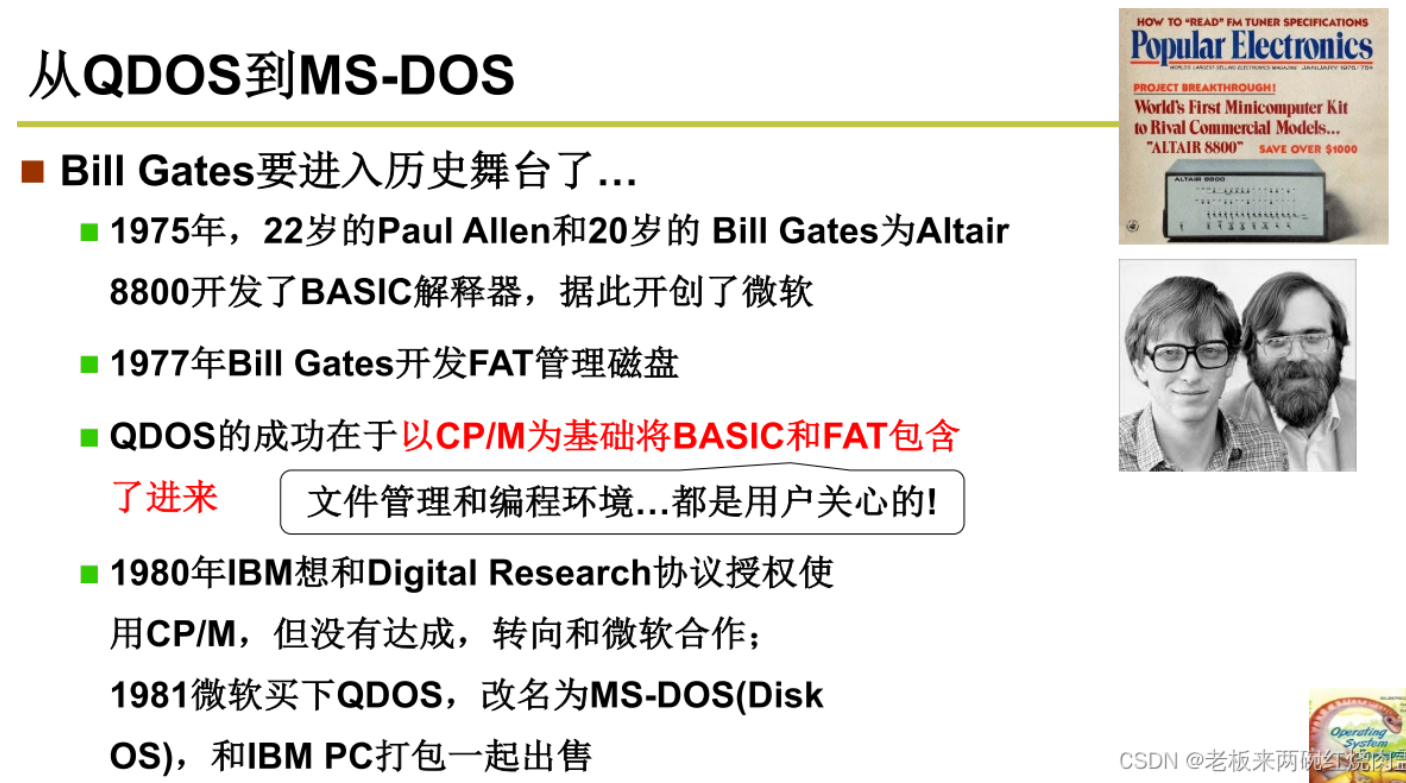 从QDOS到MS-DOS
HOW TO "READ" FM TUNER SPECIFICATIONS
Popular Electronics
WORLD'S LARGEST-SELLING ELECTRONICS MAGAZINE JANUARY 1975/75¢
PROJECT BREAKTHROUGH!
World's First Minicomputer Kit
to Rival Commercial Models...
"ALTAIR 8800" SAVE OVER $1000
ALTAIR 8800
Bill Gates要进入历史舞台了…
1975年，22岁的Paul Allen和20岁的 Bill Gates为Altair
8800开发了BASIC解释器，据此开创了微软
1977年Bill Gates开发FAT管理磁盘
QDOS的成功在于以CP/M为基础将BASIC和FAT包含
了进来
文件管理和编程环境…都是用户关心的!
1980年IBM想和Digital Research协议授权使
用CP/M，但没有达成，转向和微软合作；
1981微软买下QDOS，改名为MS-DOS(Disk
OS)，和IBM PC打包一起出售
Operating
System
CSDN @老板来两碗红烧肉盖